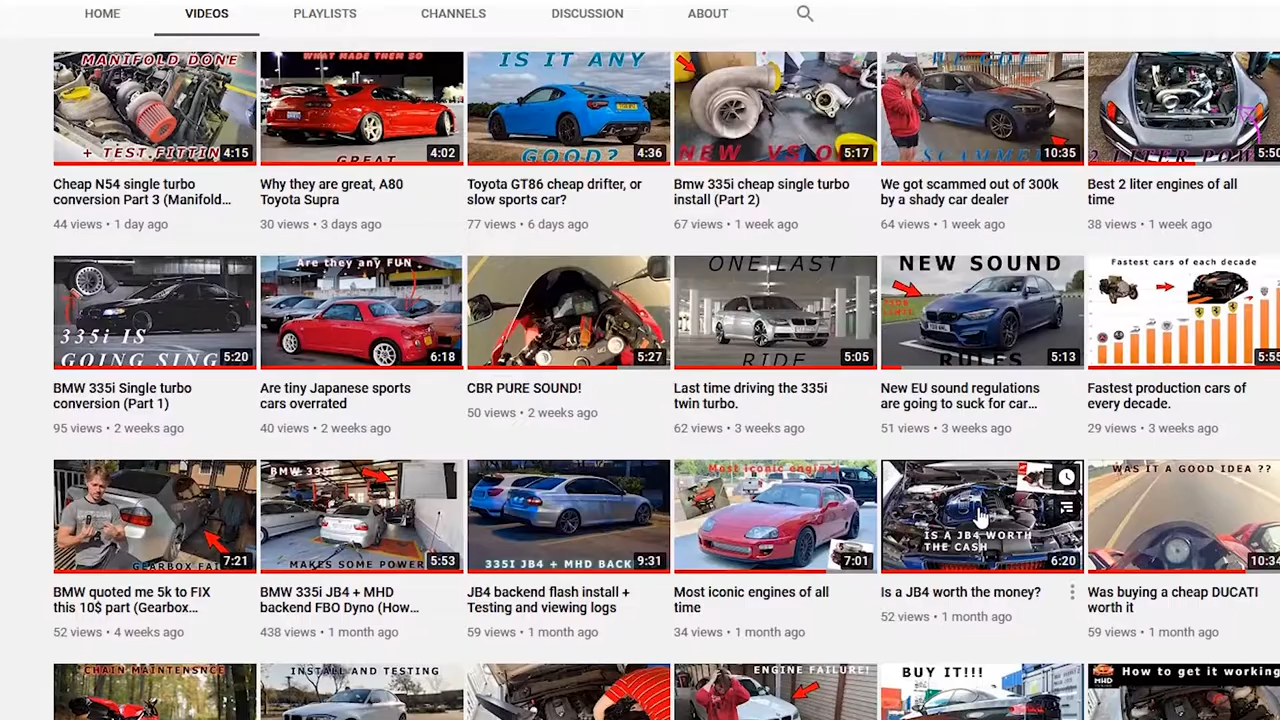 HOME VIDEOS PLAYLISTS CHANNELS DISCUSSION ABOUT
MANIFOLD DONE
+ TEST FITTIN
4:15
WHAT MADE THEM SO
GREAT
4:02
IS IT ANY
GOOD?
4:36
NEW VS O
5:17
WE GOT
SCAMME
10:35
2 LITER POW
5:50
Cheap N54 single turbo
conversion Part 3 (Manifold...
44 views • 1 day ago
Why they are great, A80
Toyota Supra
30 views • 3 days ago
Toyota GT86 cheap drifter, or
slow sports car?
77 views • 6 days ago
Bmw 335i cheap single turbo
install (Part 2)
67 views • 1 week ago
We got scammed out of 300k
by a shady car dealer
64 views • 1 week ago
Best 2 liter engines of all
time
38 views • 1 week ago
335i IS
GOING SING
5:20
Are they any FUN
6:18
5:27
ONE LAST
RIDE
5:05
NEW SOUND
RULES
5:13
Fastest cars of each decade
5:55
BMW 335i Single turbo
conversion (Part 1)
95 views • 2 weeks ago
Are tiny Japanese sports
cars overrated
40 views • 2 weeks ago
CBR PURE SOUND!
50 views • 2 weeks ago
Last time driving the 335i
twin turbo.
62 views • 3 weeks ago
New EU sound regulations
are going to suck for car...
51 views • 3 weeks ago
Fastest production cars of
every decade.
29 views • 3 weeks ago
GEARBOX FAI
7:21
BMW 335i
MAKES SOME POWER
5:53
335I JB4 + MHD BACK
9:31
Most iconic engines
7:01
IS A JB4 WORTH
THE CASH
6:20
WAS IT A GOOD IDEA ??
10:34
BMW quoted me 5k to FIX
this 10$ part (Gearbox...
52 views • 4 weeks ago
BMW 335i JB4 + MHD
backend FBO Dyno (How...
438 views • 1 month ago
JB4 backend flash install +
Testing and viewing logs
59 views • 1 month ago
Most iconic engines of all
time
34 views • 1 month ago
Is a JB4 worth the money?
52 views • 1 month ago
Was buying a cheap DUCATI
worth it
59 views • 1 month ago
CHAIN MAINTENSNCE
INSTALL AND TESTING
ENGINE FAILURE!
BUY IT!!!
MHD
How to get it working